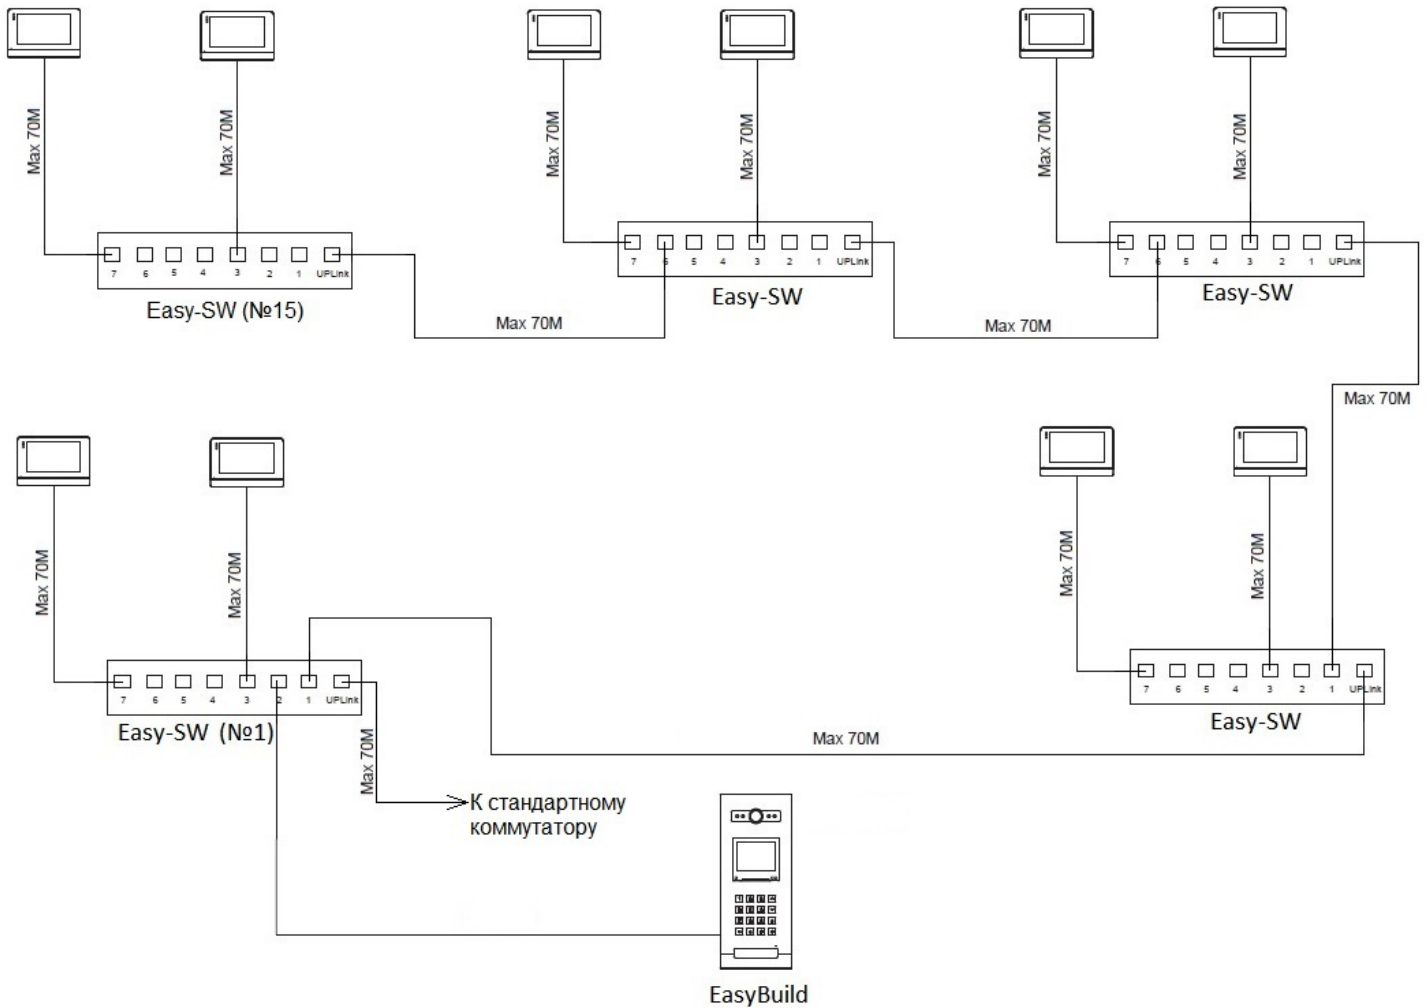 Max 70M
Max 70M
Max 70M
Max 70M
Max 70M
Max 70M
7 6 5 4 3 2 1 UPLink
Easy-SW (№15)
7 6 5 4 3 2 1 UPLink
Easy-SW
7 6 5 4 3 2 1 UPLink
Easy-SW
Max 70M
Max 70M
Max 70M
Max 70M
Max 70M
Max 70M
Max 70M
7 6 5 4 3 2 1 UPLink
Easy-SW (№1)
7 6 5 4 3 2 1 UPLink
Easy-SW
Max 70M
Max 70M
К стандартному
коммутатору
EasyBuild